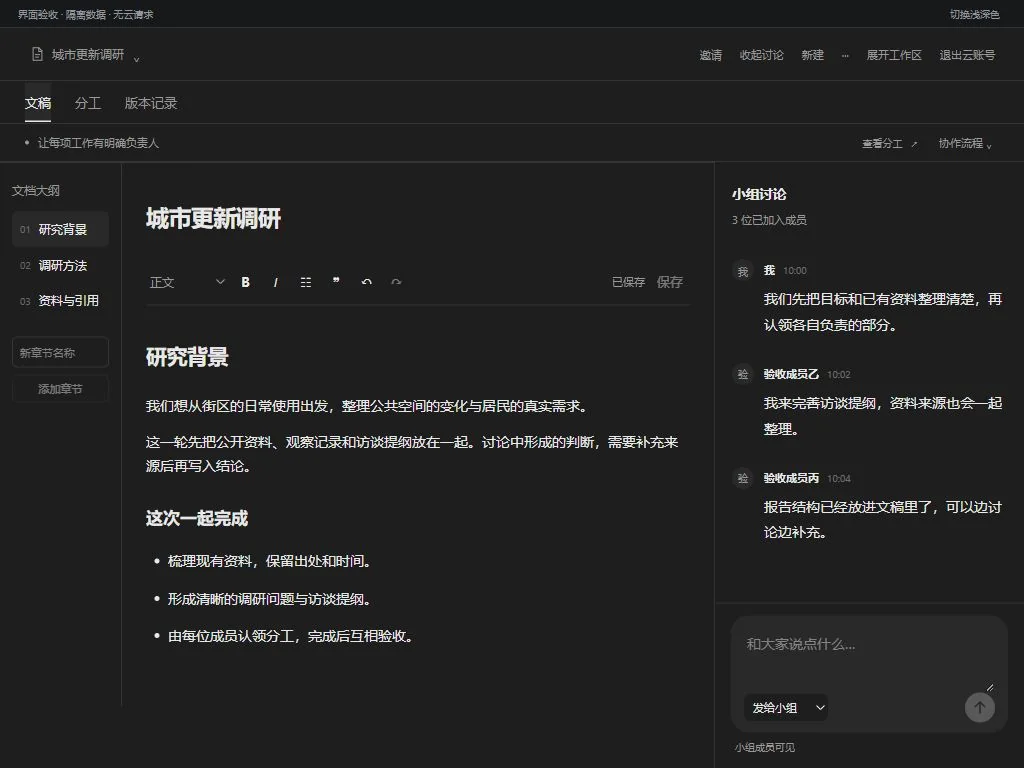 界面验收 · 隔离数据 · 无云请求
切换浅深色
城市更新调研
邀请 收起讨论 新建 ··· 展开工作区 退出云账号
文稿 分工 版本记录
• 让每项工作有明确负责人
查看分工 ↗ 协作流程
文档大纲
01 研究背景
02 调研方法
03 资料与引用
新章节名称
添加章节
城市更新调研
正文 B I ” 已保存 保存
研究背景
我们想从街区的日常使用出发，整理公共空间的变化与居民的真实需求。
这一轮先把公开资料、观察记录和访谈提纲放在一起。讨论中形成的判断，需要补充来
源后再写入结论。
这次一起完成
• 梳理现有资料，保留出处和时间。
• 形成清晰的调研问题与访谈提纲。
• 由每位成员认领分工，完成后互相验收。
小组讨论
3 位已加入成员
我 我 10:00
我们先把目标和已有资料整理清楚，再
认领各自负责的部分。
验 验收成员乙 10:02
我来完善访谈提纲，资料来源也会一起
整理。
验 验收成员丙 10:04
报告结构已经放进文稿里了，可以边讨
论边补充。
和大家说点什么...
发给小组
小组成员可见